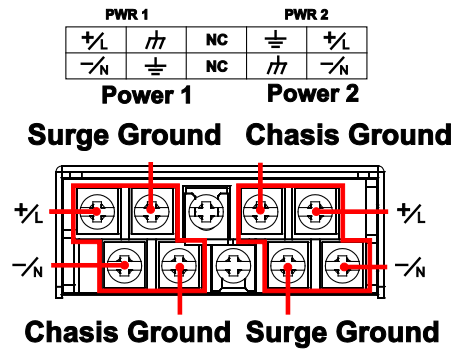 PWR 1 PWR 2
+/L NC +/L
−/N NC −/N
Power 1 Power 2
Surge Ground Chasis Ground
+/L +/L
−/N −/N
Chasis Ground Surge Ground